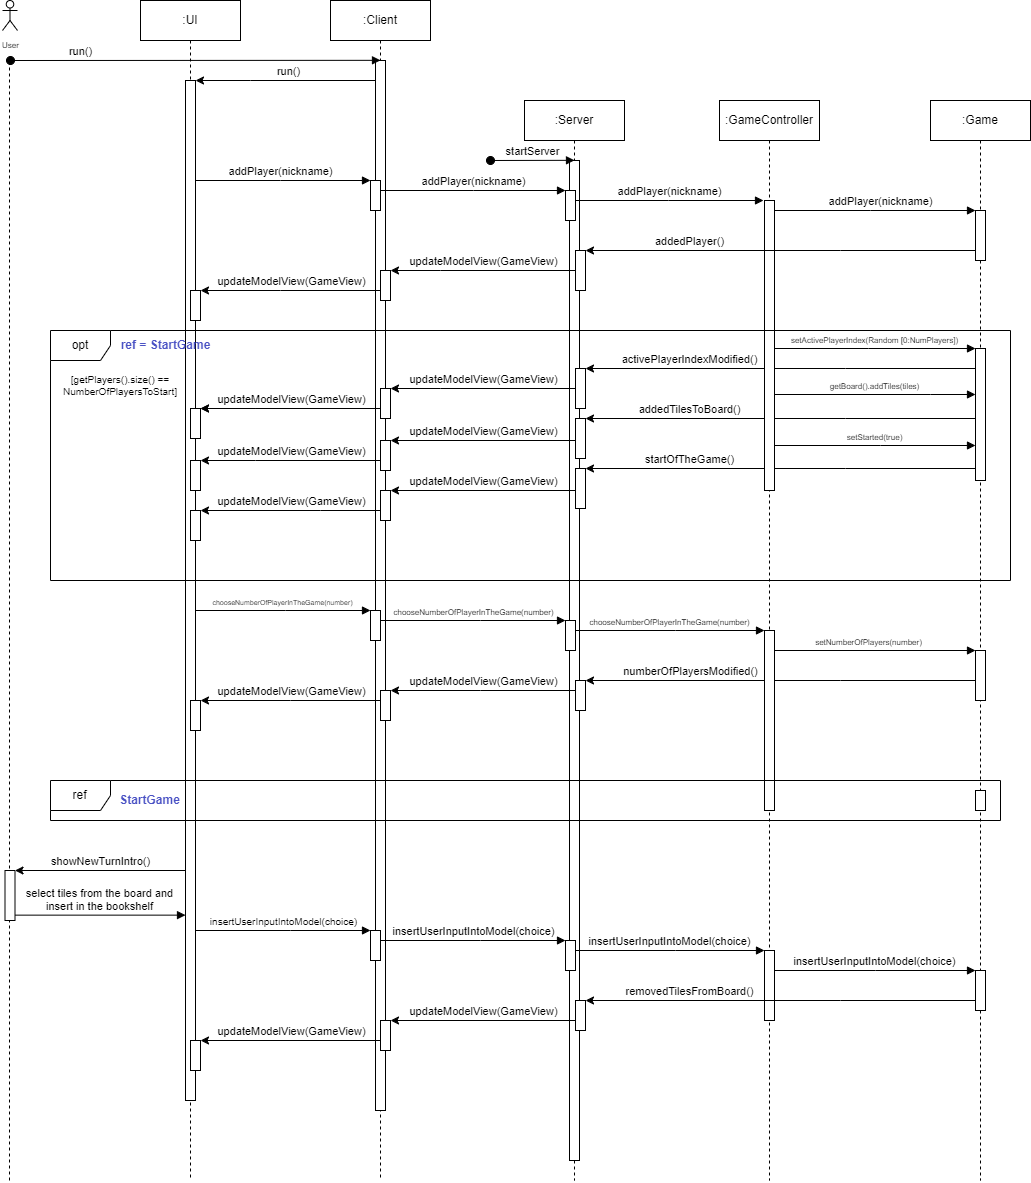 :UI
:Client
User
run()
run()
:Server
:GameController
:Game
startServer
addPlayer(nickname)
addPlayer(nickname)
addPlayer(nickname)
addPlayer(nickname)
addedPlayer()
updateModelView(GameView)
updateModelView(GameView)
opt
ref = StartGame
setActivePlayerIndex(Random [0:NumPlayers])
activePlayerIndexModified()
[getPlayers().size() ==
NumberOfPlayersToStart]
updateModelView(GameView)
getBoard().addTiles(tiles)
updateModelView(GameView)
addedTilesToBoard()
updateModelView(GameView)
setStarted(true)
updateModelView(GameView)
startOfTheGame()
updateModelView(GameView)
updateModelView(GameView)
chooseNumberOfPlayerInTheGame(number)
chooseNumberOfPlayerInTheGame(number)
chooseNumberOfPlayerInTheGame(number)
setNumberOfPlayers(number)
numberOfPlayersModified()
updateModelView(GameView)
updateModelView(GameView)
ref
StartGame
showNewTurnIntro()
select tiles from the board and
insert in the bookshelf
insertUserInputIntoModel(choice)
insertUserInputIntoModel(choice)
insertUserInputIntoModel(choice)
insertUserInputIntoModel(choice)
removedTilesFromBoard()
updateModelView(GameView)
updateModelView(GameView)